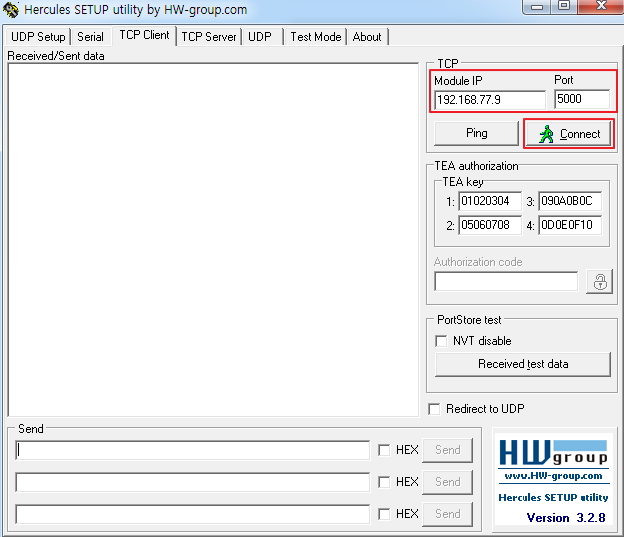 Hercules SETUP utility by HW-group.com
UDP Setup Serial TCP Client TCP Server UDP Test Mode About
Received/Sent data
TCP
Module IP Port
192.168.77.9 5000
Ping Connect
TEA authorization
TEA key
1: 01020304 3: 090A0B0C
2: 05060708 4: 0D0E0F10
Authorization code
PortStore test
NVT disable
Received test data
Redirect to UDP
Send
HEX Send
HEX Send
HEX Send
HW group
www.HW-group.com
Hercules SETUP utility
Version 3.2.8